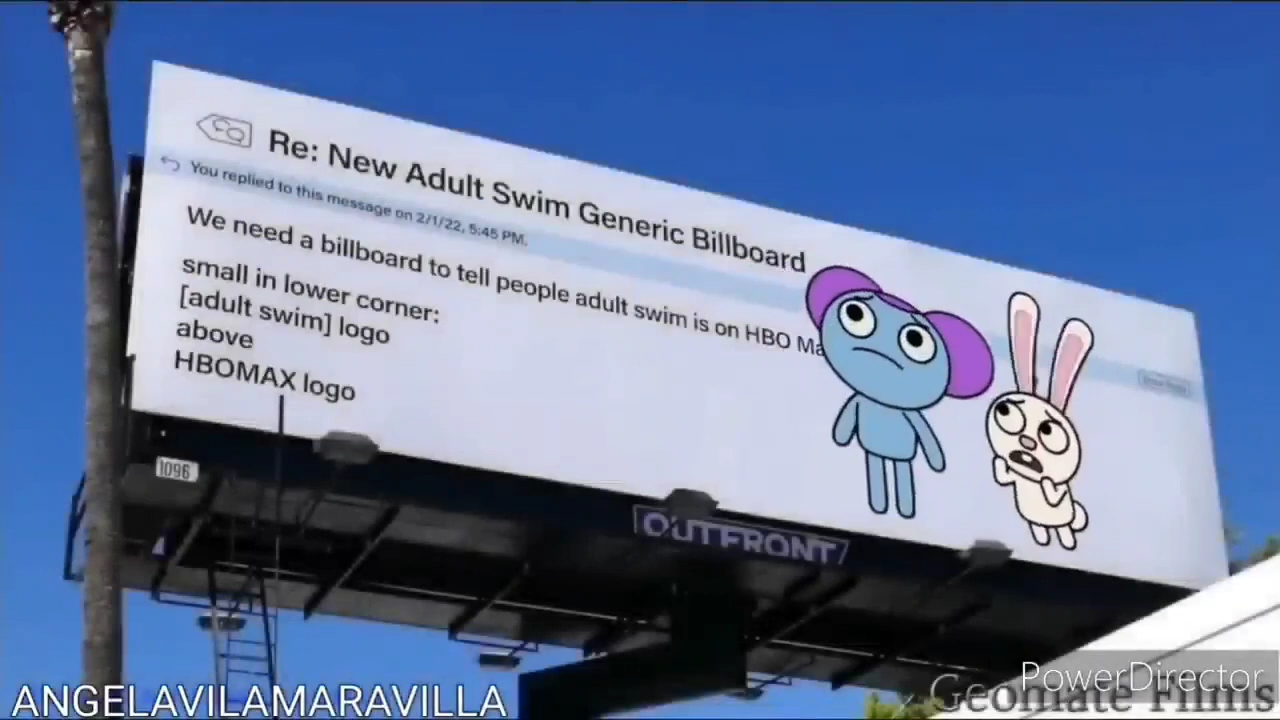 Re: New Adult Swim Generic Billboard
You replied to this message on 2/1/22, 5:45 PM.
We need a billboard to tell people adult swim is on HBO Ma
small in lower corner:
[adult swim] logo
above
HBOMAX logo
1096
OUTFRONT/
ANGELAVILAMARAVILLA
PowerDirector
Geomate Films